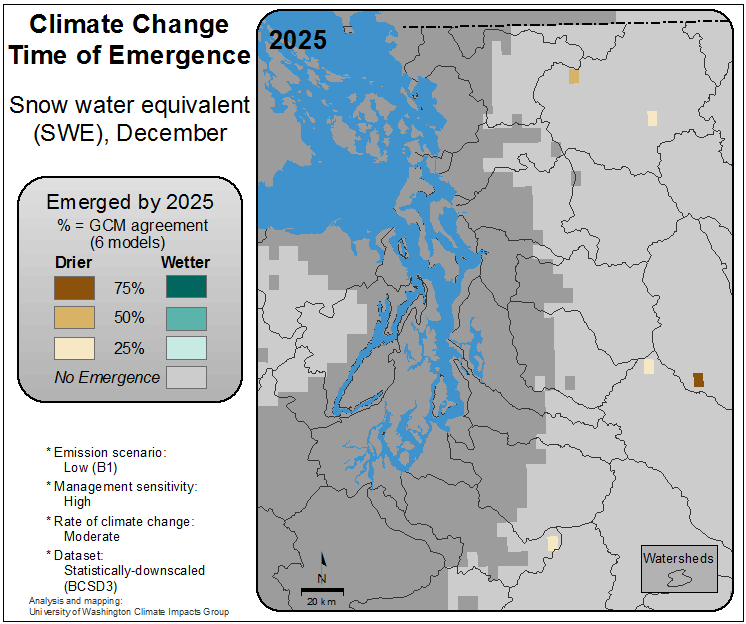 Climate Change
Time of Emergence
Snow water equivalent
(SWE), December
Emerged by 2025
% = GCM agreement
(6 models)
Drier Wetter
75%
50%
25%
No Emergence
* Emission scenario:
Low (B1)
* Management sensitivity:
High
* Rate of climate change:
Moderate
* Dataset:
Statistically-downscaled
(BCSD3)
Analysis and mapping:
University of Washington Climate Impacts Group
2025
N
20 km
Watersheds